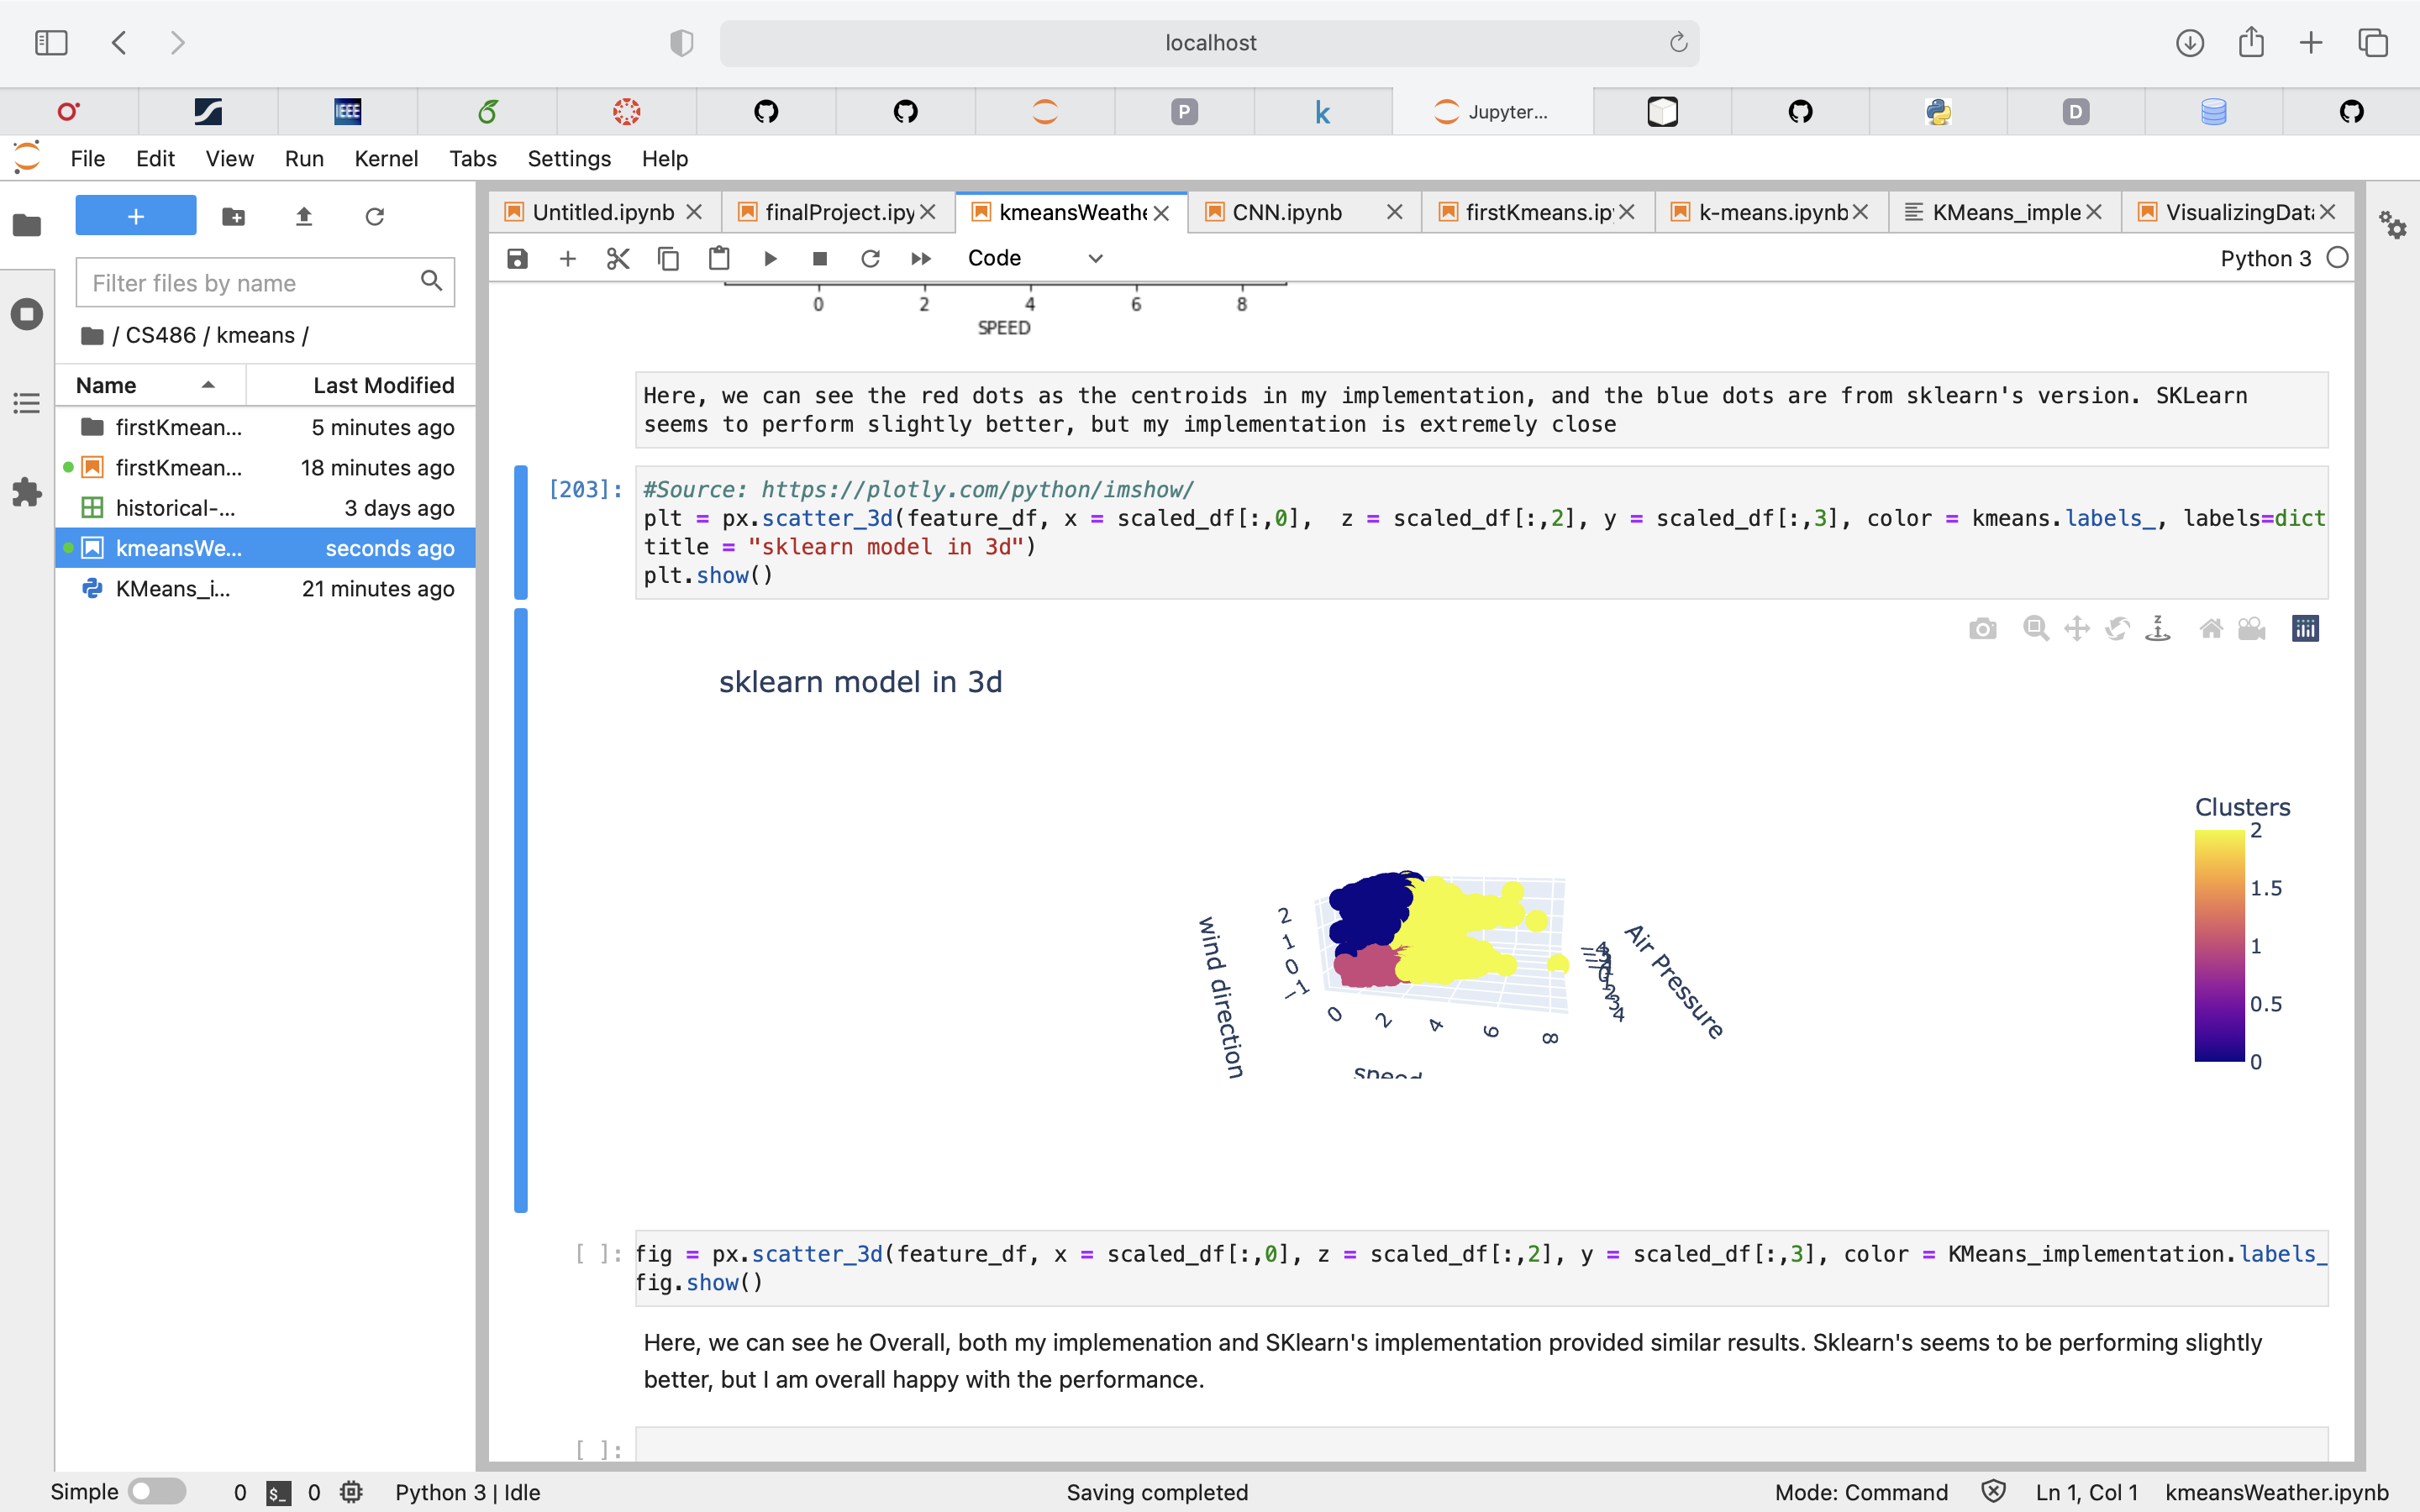 localhost
IEEE
P
k
Jupyter...
D
File Edit View Run Kernel Tabs Settings Help
Untitled.ipynb
finalProject.ipy
kmeansWeathe
CNN.ipynb
firstKmeans.ip
k-means.ipynb
KMeans_imple
VisualizingData
Code
Python 3
Filter files by name
/ CS486 / kmeans /
Name Last Modified
firstKmean... 5 minutes ago
firstKmean... 18 minutes ago
historical-... 3 days ago
kmeansWe... seconds ago
KMeans_i... 21 minutes ago
0 2 4 6 8
SPEED
Here, we can see the red dots as the centroids in my implementation, and the blue dots are from sklearn's version. SKLearn
seems to perform slightly better, but my implementation is extremely close
[203]: #Source: https://plotly.com/python/imshow/
plt = px.scatter_3d(feature_df, x = scaled_df[:,0],  z = scaled_df[:,2], y = scaled_df[:,3], color = kmeans.labels_, labels=dict
title = "sklearn model in 3d")
plt.show()
z
sklearn model in 3d
Clusters
2
1.5
1
0.5
0
wind direction
2
1
0
−1
0 2 4 6 8
speed
Air Pressure
0
1
2
3
4
[ ]: fig = px.scatter_3d(feature_df, x = scaled_df[:,0], z = scaled_df[:,2], y = scaled_df[:,3], color = KMeans_implementation.labels_
fig.show()
Here, we can see he Overall, both my implemenation and SKlearn's implementation provided similar results. Sklearn's seems to be performing slightly
better, but I am overall happy with the performance.
[ ]:
Simple 0 $_ 0 Python 3 | Idle Saving completed Mode: Command Ln 1, Col 1 kmeansWeather.ipynb